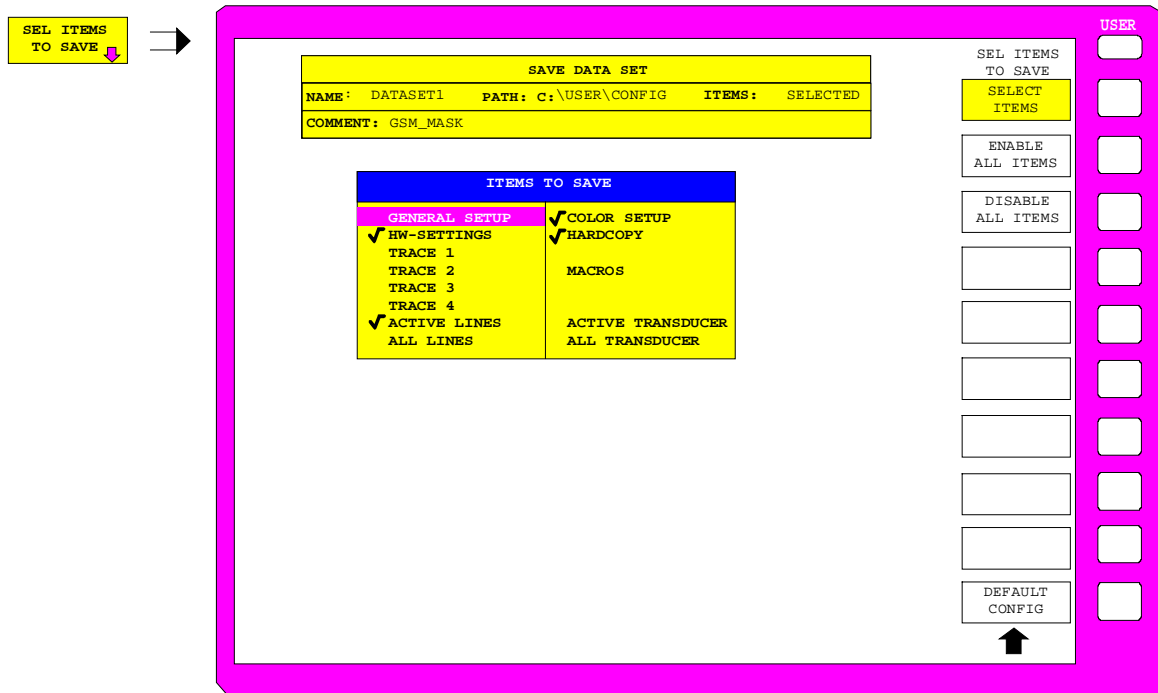 SEL ITEMS
TO SAVE
USER
SEL ITEMS
TO SAVE
SELECT
ITEMS
ENABLE
ALL ITEMS
DISABLE
ALL ITEMS
DEFAULT
CONFIG
SAVE DATA SET
NAME: DATASET1 PATH: C:\USER\CONFIG ITEMS: SELECTED
COMMENT: GSM_MASK
ITEMS TO SAVE
GENERAL SETUP √COLOR SETUP
√HW-SETTINGS √HARDCOPY
TRACE 1
TRACE 2 MACROS
TRACE 3
TRACE 4
√ACTIVE LINES ACTIVE TRANSDUCER
ALL LINES ALL TRANSDUCER